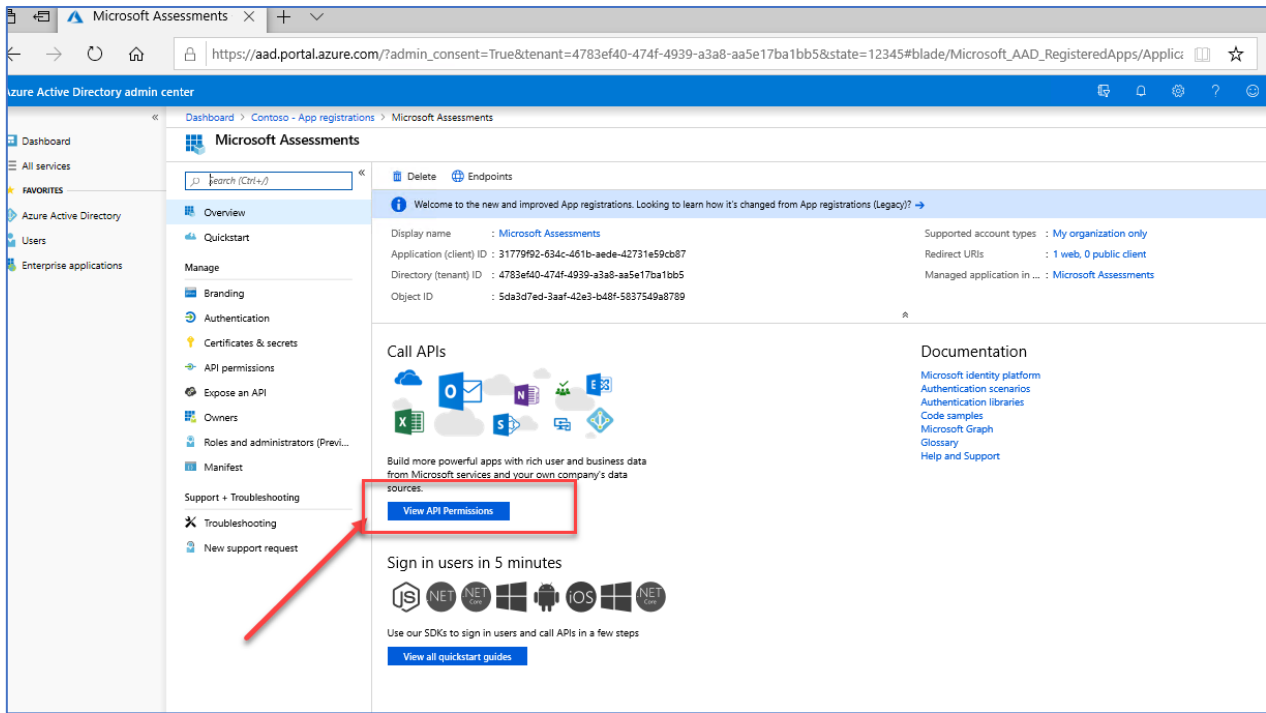 Microsoft Assessments
https://aad.portal.azure.com/?admin_consent=True&tenant=4783ef40-474f-4939-a3a8-aa5e17ba1bb5&state=12345#blade/Microsoft_AAD_RegisteredApps/Applica
Azure Active Directory admin center
Dashboard
All services
FAVORITES
Azure Active Directory
Users
Enterprise applications
Dashboard > Contoso - App registrations > Microsoft Assessments
Microsoft Assessments
Search (Ctrl+/)
Overview
Quickstart
Manage
Branding
Authentication
Certificates & secrets
API permissions
Expose an API
Owners
Roles and administrators (Previ...
Manifest
Support + Troubleshooting
Troubleshooting
New support request
Delete Endpoints
Welcome to the new and improved App registrations. Looking to learn how it's changed from App registrations (Legacy)?
Display name : Microsoft Assessments
Application (client) ID : 31779f92-634c-461b-aede-42731e59cb87
Directory (tenant) ID : 4783ef40-474f-4939-a3a8-aa5e17ba1bb5
Object ID : 5da3d7ed-3aaf-42e3-b48f-5837549a8789
Supported account types : My organization only
Redirect URIs : 1 web, 0 public client
Managed application in ... : Microsoft Assessments
Call APIs
Build more powerful apps with rich user and business data
from Microsoft services and your own company's data
sources.
View API Permissions
Sign in users in 5 minutes
JS .NET .NET Core iOS .NET Core
Use our SDKs to sign in users and call APIs in a few steps
View all quickstart guides
Documentation
Microsoft identity platform
Authentication scenarios
Authentication libraries
Code samples
Microsoft Graph
Glossary
Help and Support